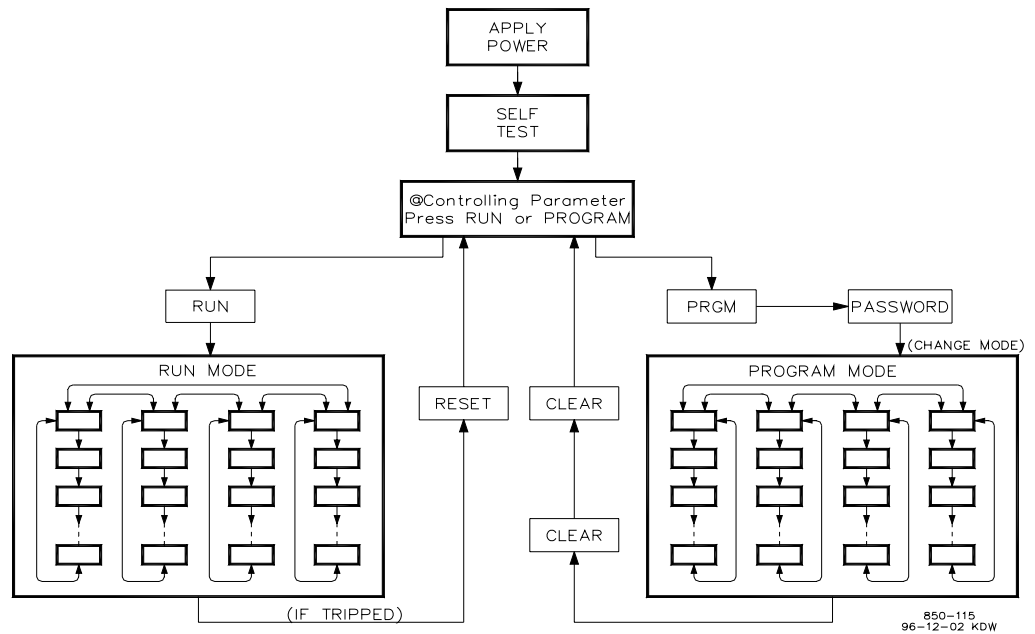 APPLY
POWER
SELF
TEST
@Controlling Parameter
Press RUN or PROGRAM
RUN
PRGM
PASSWORD
(CHANGE MODE)
RUN MODE
PROGRAM MODE
RESET
CLEAR
CLEAR
(IF TRIPPED)
850-115
96-12-02 KDW